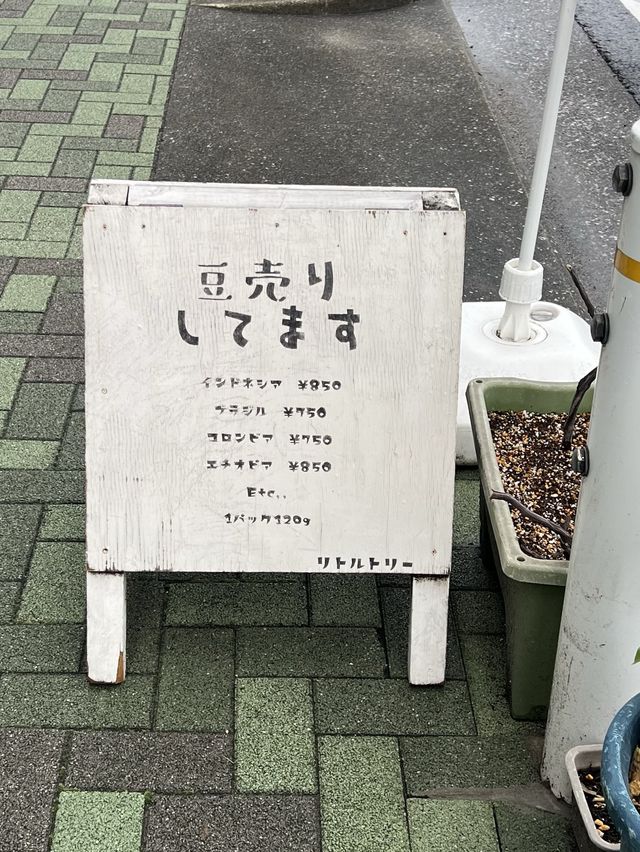 豆売り
してます
インドネシア ¥850
ブラジル ¥750
コロンビア ¥750
エチオピア ¥850
Etc..
1パック120g
リトルトリー